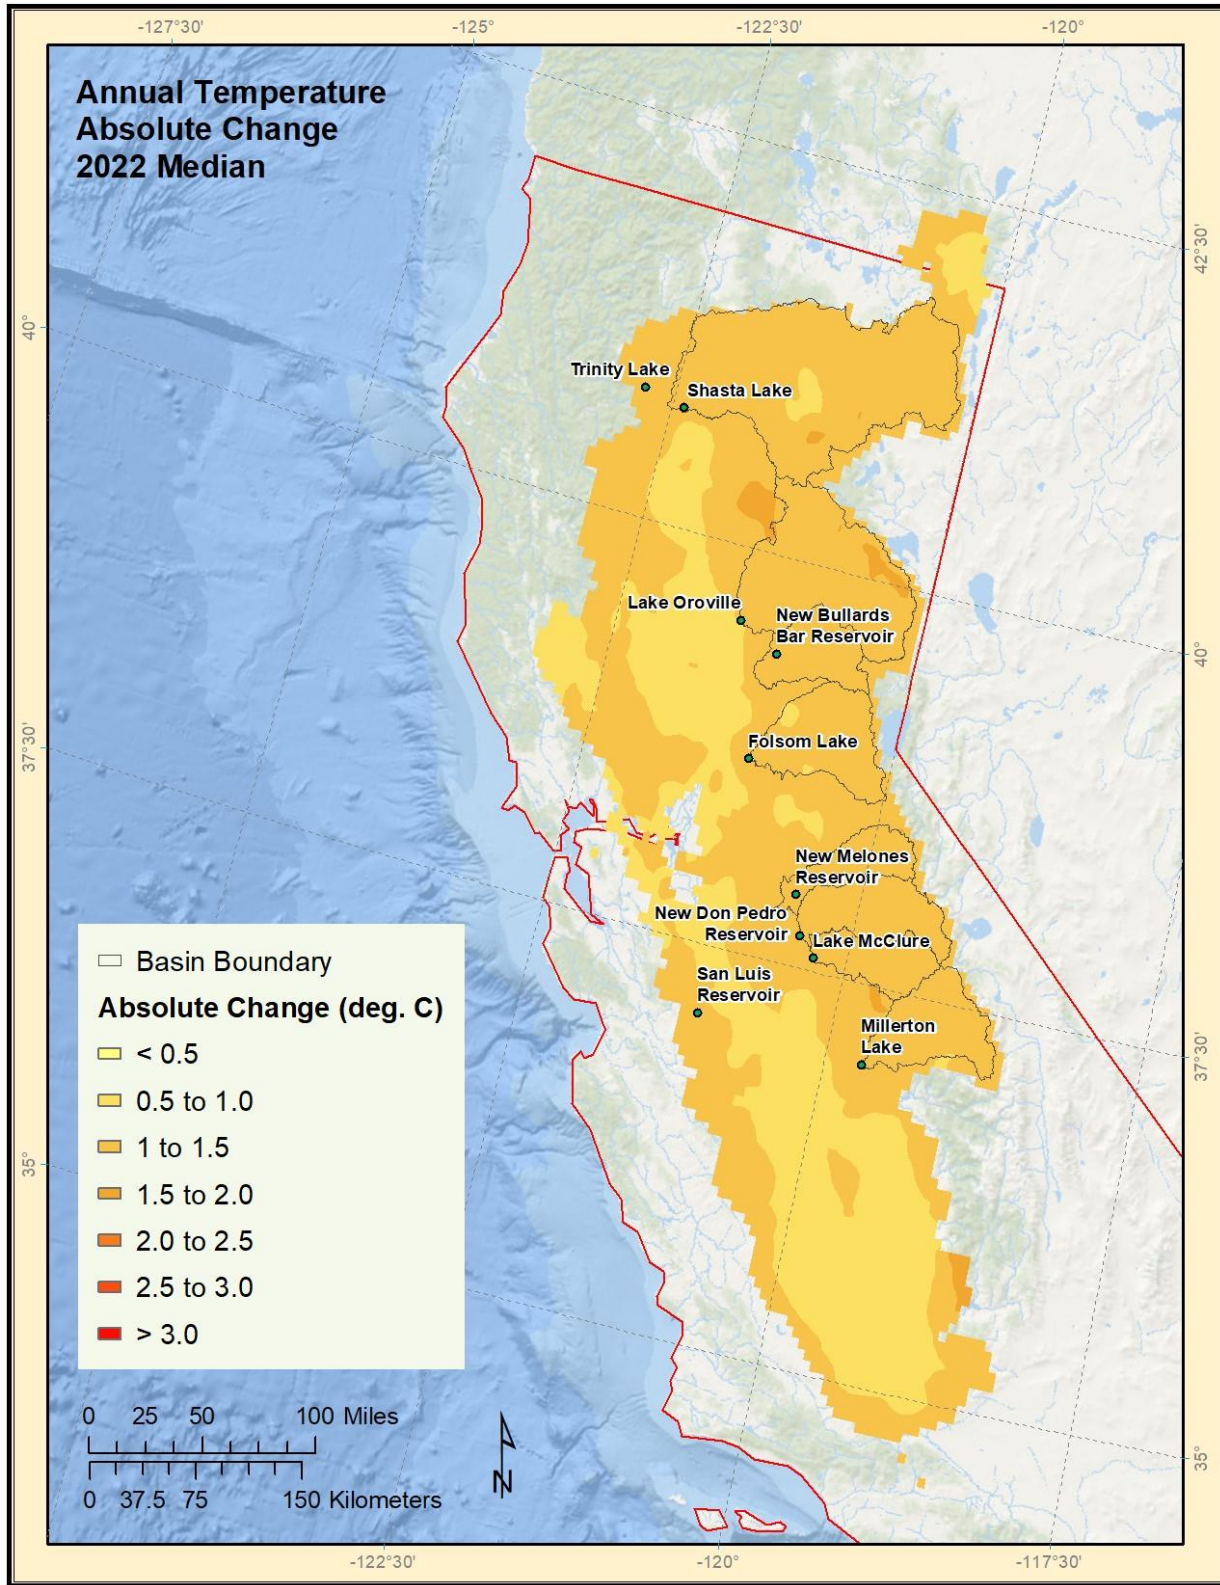 -127°30'
-125°
-122°30'
-120°
Annual Temperature
Absolute Change
2022 Median
42°30'
40°
Trinity Lake
Shasta Lake
Lake Oroville
New Bullards
Bar Reservoir
40°
37°30'
Folsom Lake
New Melones
Reservoir
New Don Pedro
Reservoir
Lake McClure
San Luis
Reservoir
Millerton
Lake
37°30'
Basin Boundary
Absolute Change (deg. C)
< 0.5
0.5 to 1.0
1 to 1.5
1.5 to 2.0
2.0 to 2.5
2.5 to 3.0
> 3.0
35°
0 25 50 100 Miles
0 37.5 75 150 Kilometers
N
35°
-122°30'
-120°
-117°30'